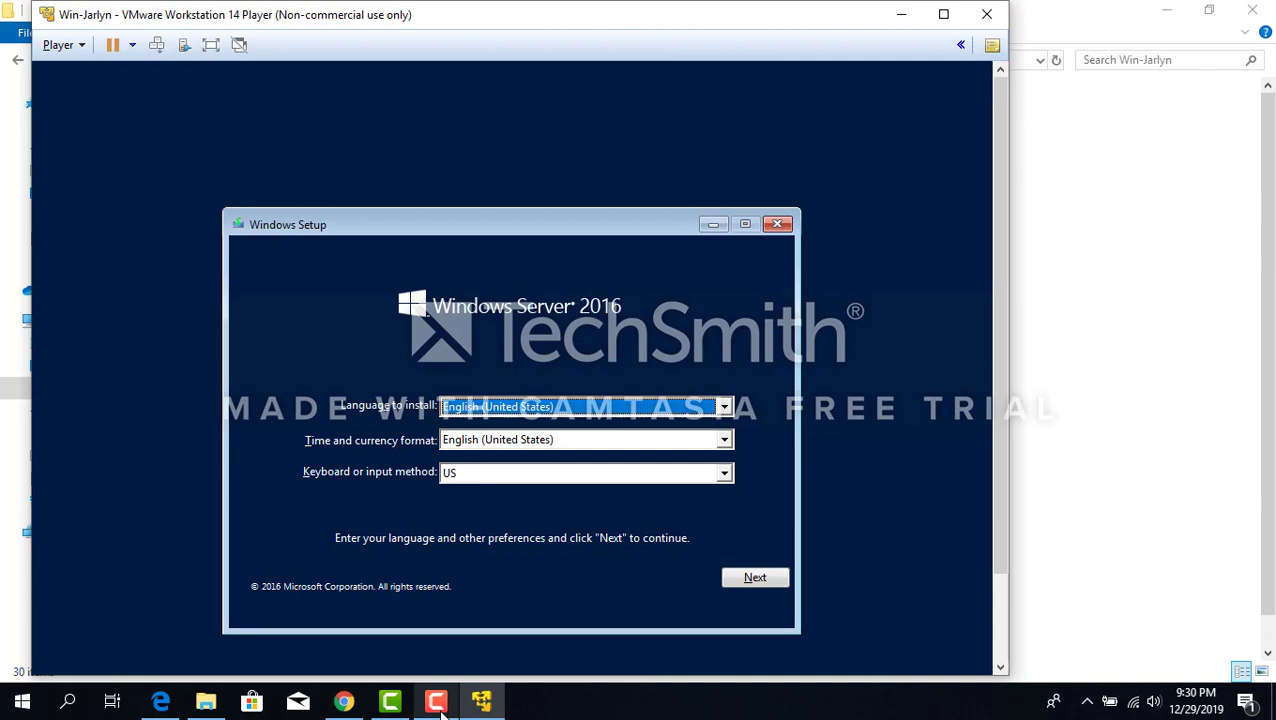 Win-Jarlyn - VMware Workstation 14 Player (Non-commercial use only)
Player
Search Win-Jarlyn
Windows Setup
Windows Server® 2016
TechSmith®
MADE WITH CAMTASIA FREE TRIAL
Language to install: English (United States)
Time and currency format: English (United States)
Keyboard or input method: US
Enter your language and other preferences and click "Next" to continue.
Next
© 2016 Microsoft Corporation. All rights reserved.
9:30 PM
12/29/2019
1